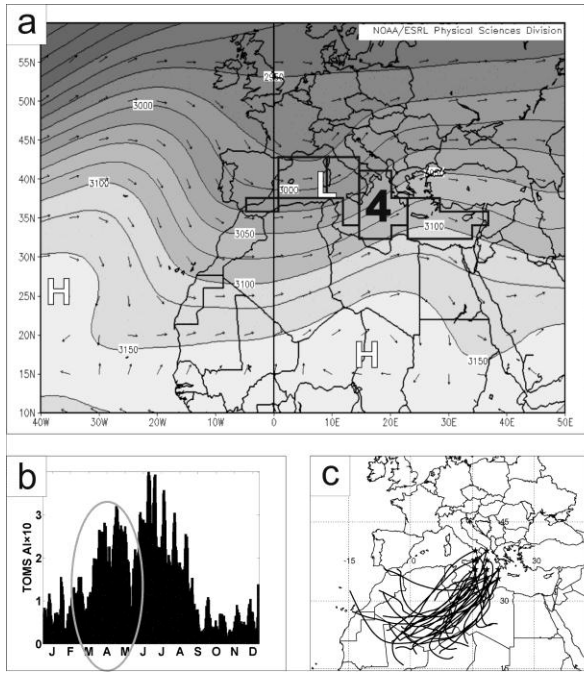 a
NOAA/ESRL Physical Sciences Division
55N
50N
45N
40N
35N
30N
25N
20N
15N
10N
3000
3100
3000
3050
3100
3100
3150
3150
H
L
4
H
40W 30W 20W 10W 0 10E 20E 30E 40E 50E
b
TOMS AI×10
3
2
1
0
J F M A M J J A S O N D
c
-45
-15
0
30
30
15